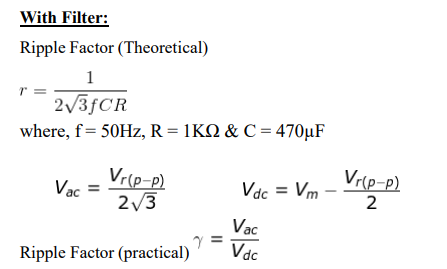 With Filter:
Ripple Factor (Theoretical)
r = 1 / 2√3fCR
where, f = 50Hz, R = 1KΩ & C = 470µF
Vac = Vr(p−p) / 2√3    Vdc = Vm − Vr(p−p) / 2
Ripple Factor (practical) γ = Vac / Vdc